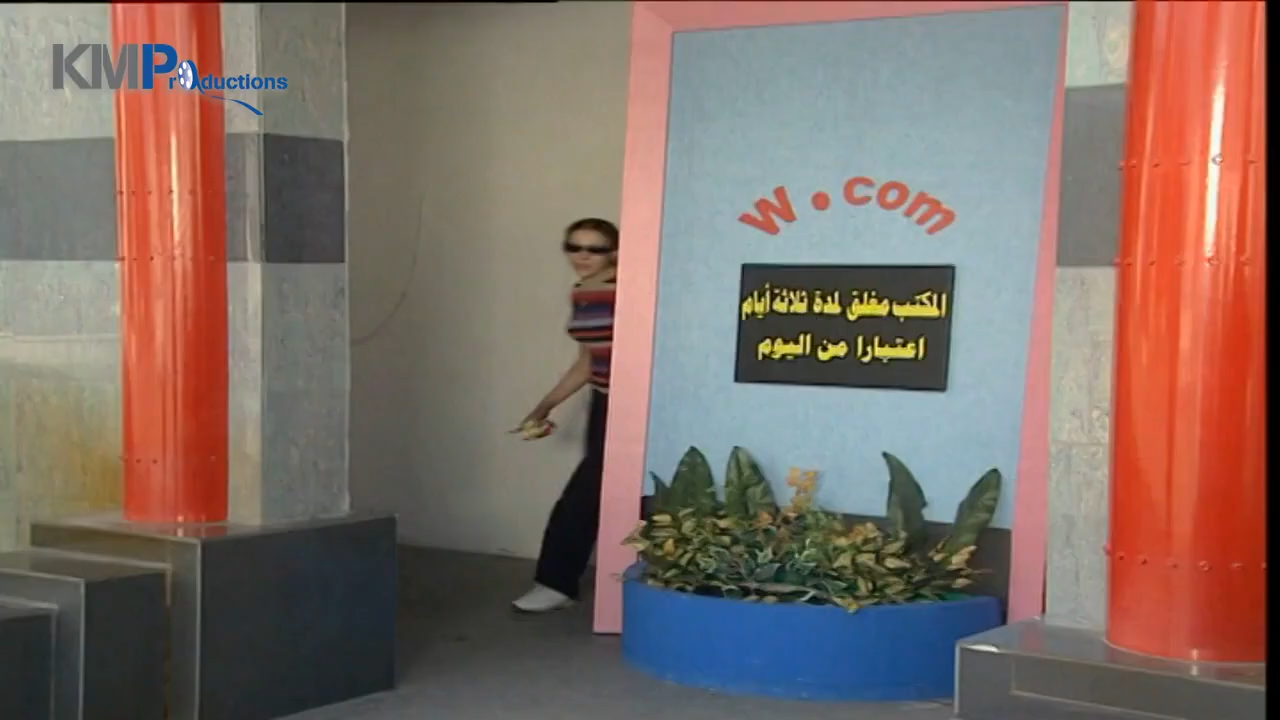 KMProductions
w.com
المكتب مغلق لمدة ثلاثة أيام
اعتبارا من اليوم